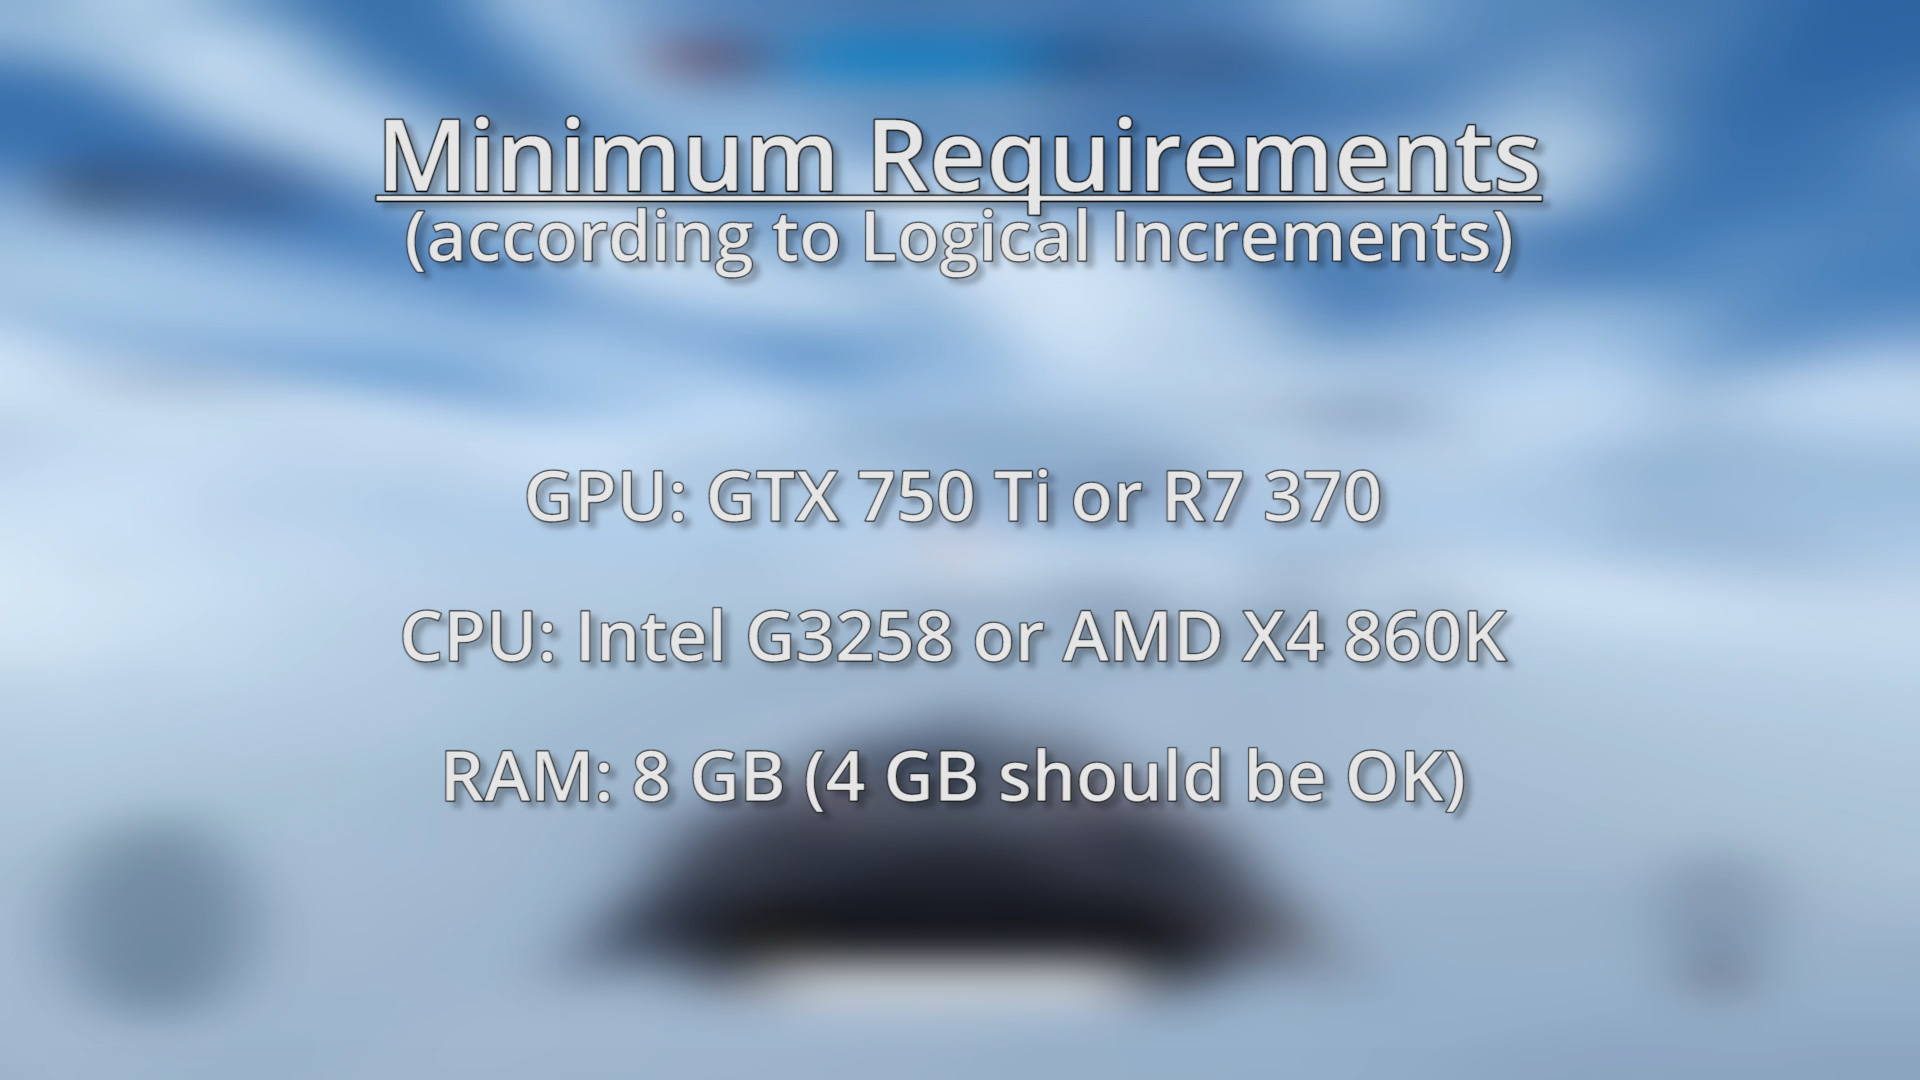 Minimum Requirements
(according to Logical Increments)
GPU: GTX 750 Ti or R7 370
CPU: Intel G3258 or AMD X4 860K
RAM: 8 GB (4 GB should be OK)